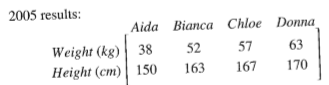 2005 results:
Aida Bianca Chloe Donna
Weight (kg) 38 52 57 63
Height (cm) 150 163 167 170